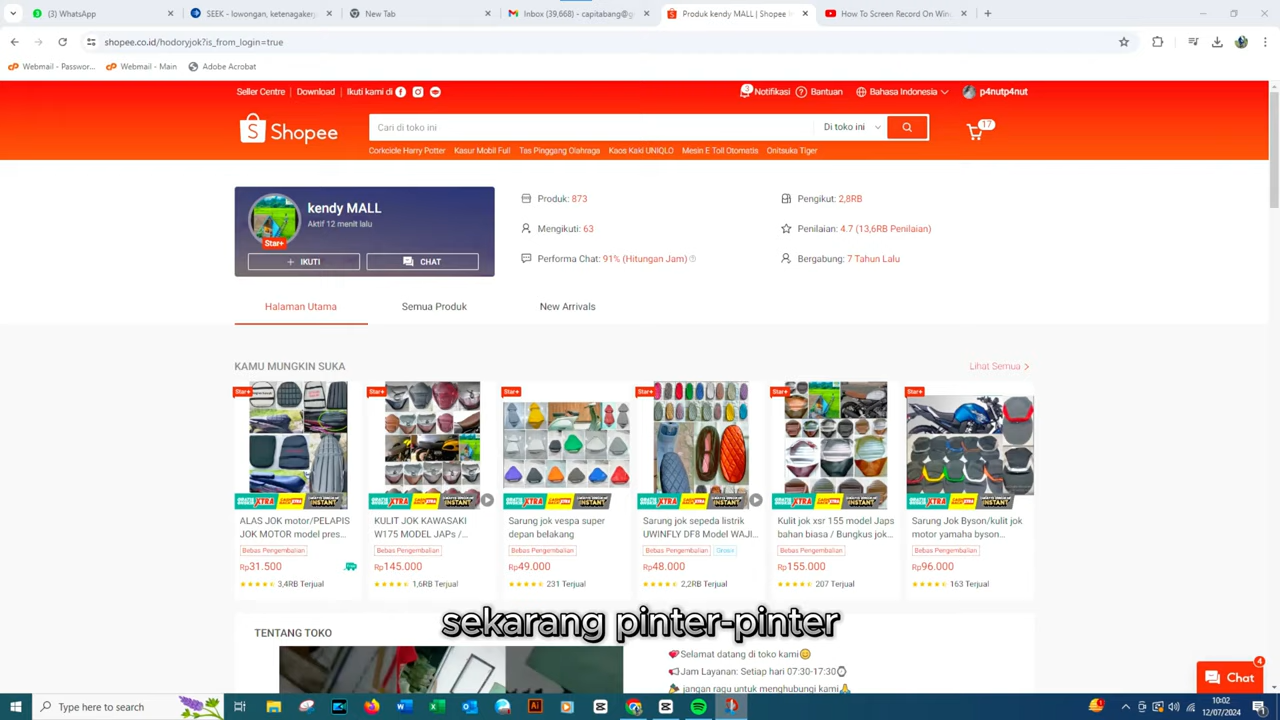 WhatsApp
SEEK - lowongan, ketenagakerj
New Tab
Inbox (39,668) - capitabang@g
Produk kendy MALL | Shopee
How To Screen Record On Win
shopee.co.id/hodoryjok?is_from_login=true
Webmail - Passwor...
Webmail - Main
Adobe Acrobat
Seller Centre | Download | Ikuti kami di
3 Notifikasi
Bantuan
Bahasa Indonesia
p4nutp4nut
Shopee
Cari di toko ini
Di toko ini
17
Corkcicle Harry Potter
Kasur Mobil Full
Tas Pinggang Olahraga
Kaos Kaki UNIQLO
Mesin E Toll Otomatis
Onitsuka Tiger
kendy MALL
Aktif 12 menit lalu
Star+
+ IKUTI
CHAT
Produk: 873
Pengikut: 2,8RB
Mengikuti: 63
Penilaian: 4.7 (13,6RB Penilaian)
Performa Chat: 91% (Hitungan Jam)
Bergabung: 7 Tahun Lalu
Halaman Utama
Semua Produk
New Arrivals
KAMU MUNGKIN SUKA
Lihat Semua >
Star+
Star+
Star+
Star+
Star+
Star+
ALAS JOK motor/PELAPIS
JOK MOTOR model pres...
Bebas Pengembalian
Rp31.500
3,4RB Terjual
KULIT JOK KAWASAKI
W175 MODEL JAPs /...
Bebas Pengembalian
Rp145.000
1,6RB Terjual
Sarung jok vespa super
depan belakang
Bebas Pengembalian
Rp49.000
231 Terjual
Sarung jok sepeda listrik
UWINFLY DF8 Model WAJI...
Bebas Pengembalian
Grosir
Rp48.000
2,2RB Terjual
Kulit jok xsr 155 model Japs
bahan biasa / Bungkus jok...
Bebas Pengembalian
Rp155.000
207 Terjual
Sarung Jok Byson/kulit jok
motor yamaha byson...
Bebas Pengembalian
Rp96.000
163 Terjual
sekarang pinter-pinter
TENTANG TOKO
Selamat datang di toko kami
Jam Layanan: Setiap hari 07:30-17:30
jangan ragu untuk menghubungi kami
4
Chat
Type here to search
10:02
12/07/2024